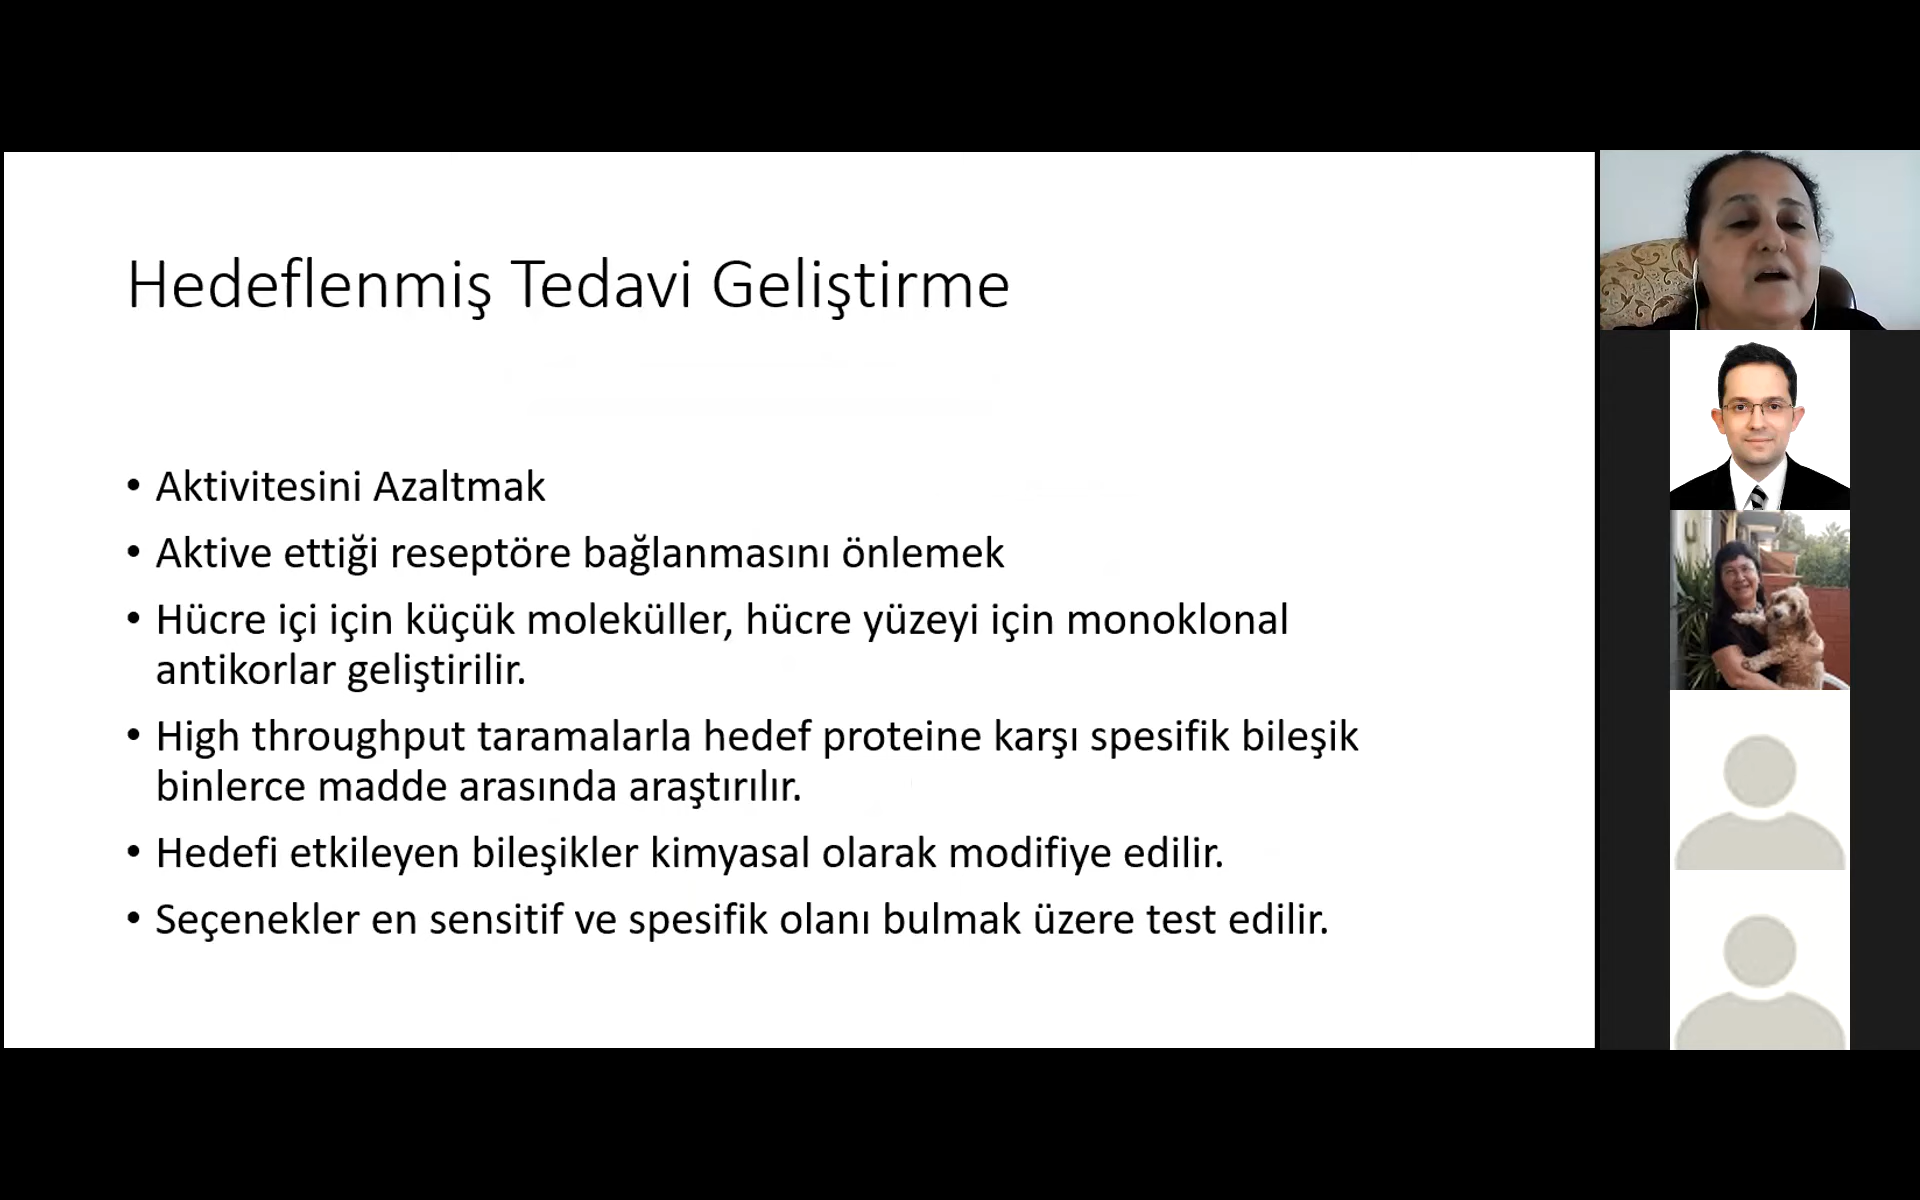 Hedeflenmiş Tedavi Geliştirme
• Aktivitesini Azaltmak
• Aktive ettiği reseptöre bağlanmasını önlemek
• Hücre içi için küçük moleküller, hücre yüzeyi için monoklonal
antikorlar geliştirilir.
• High throughput taramalarla hedef proteine karşı spesifik bileşik
binlerce madde arasında araştırılır.
• Hedefi etkileyen bileşikler kimyasal olarak modifiye edilir.
• Seçenekler en sensitif ve spesifik olanı bulmak üzere test edilir.